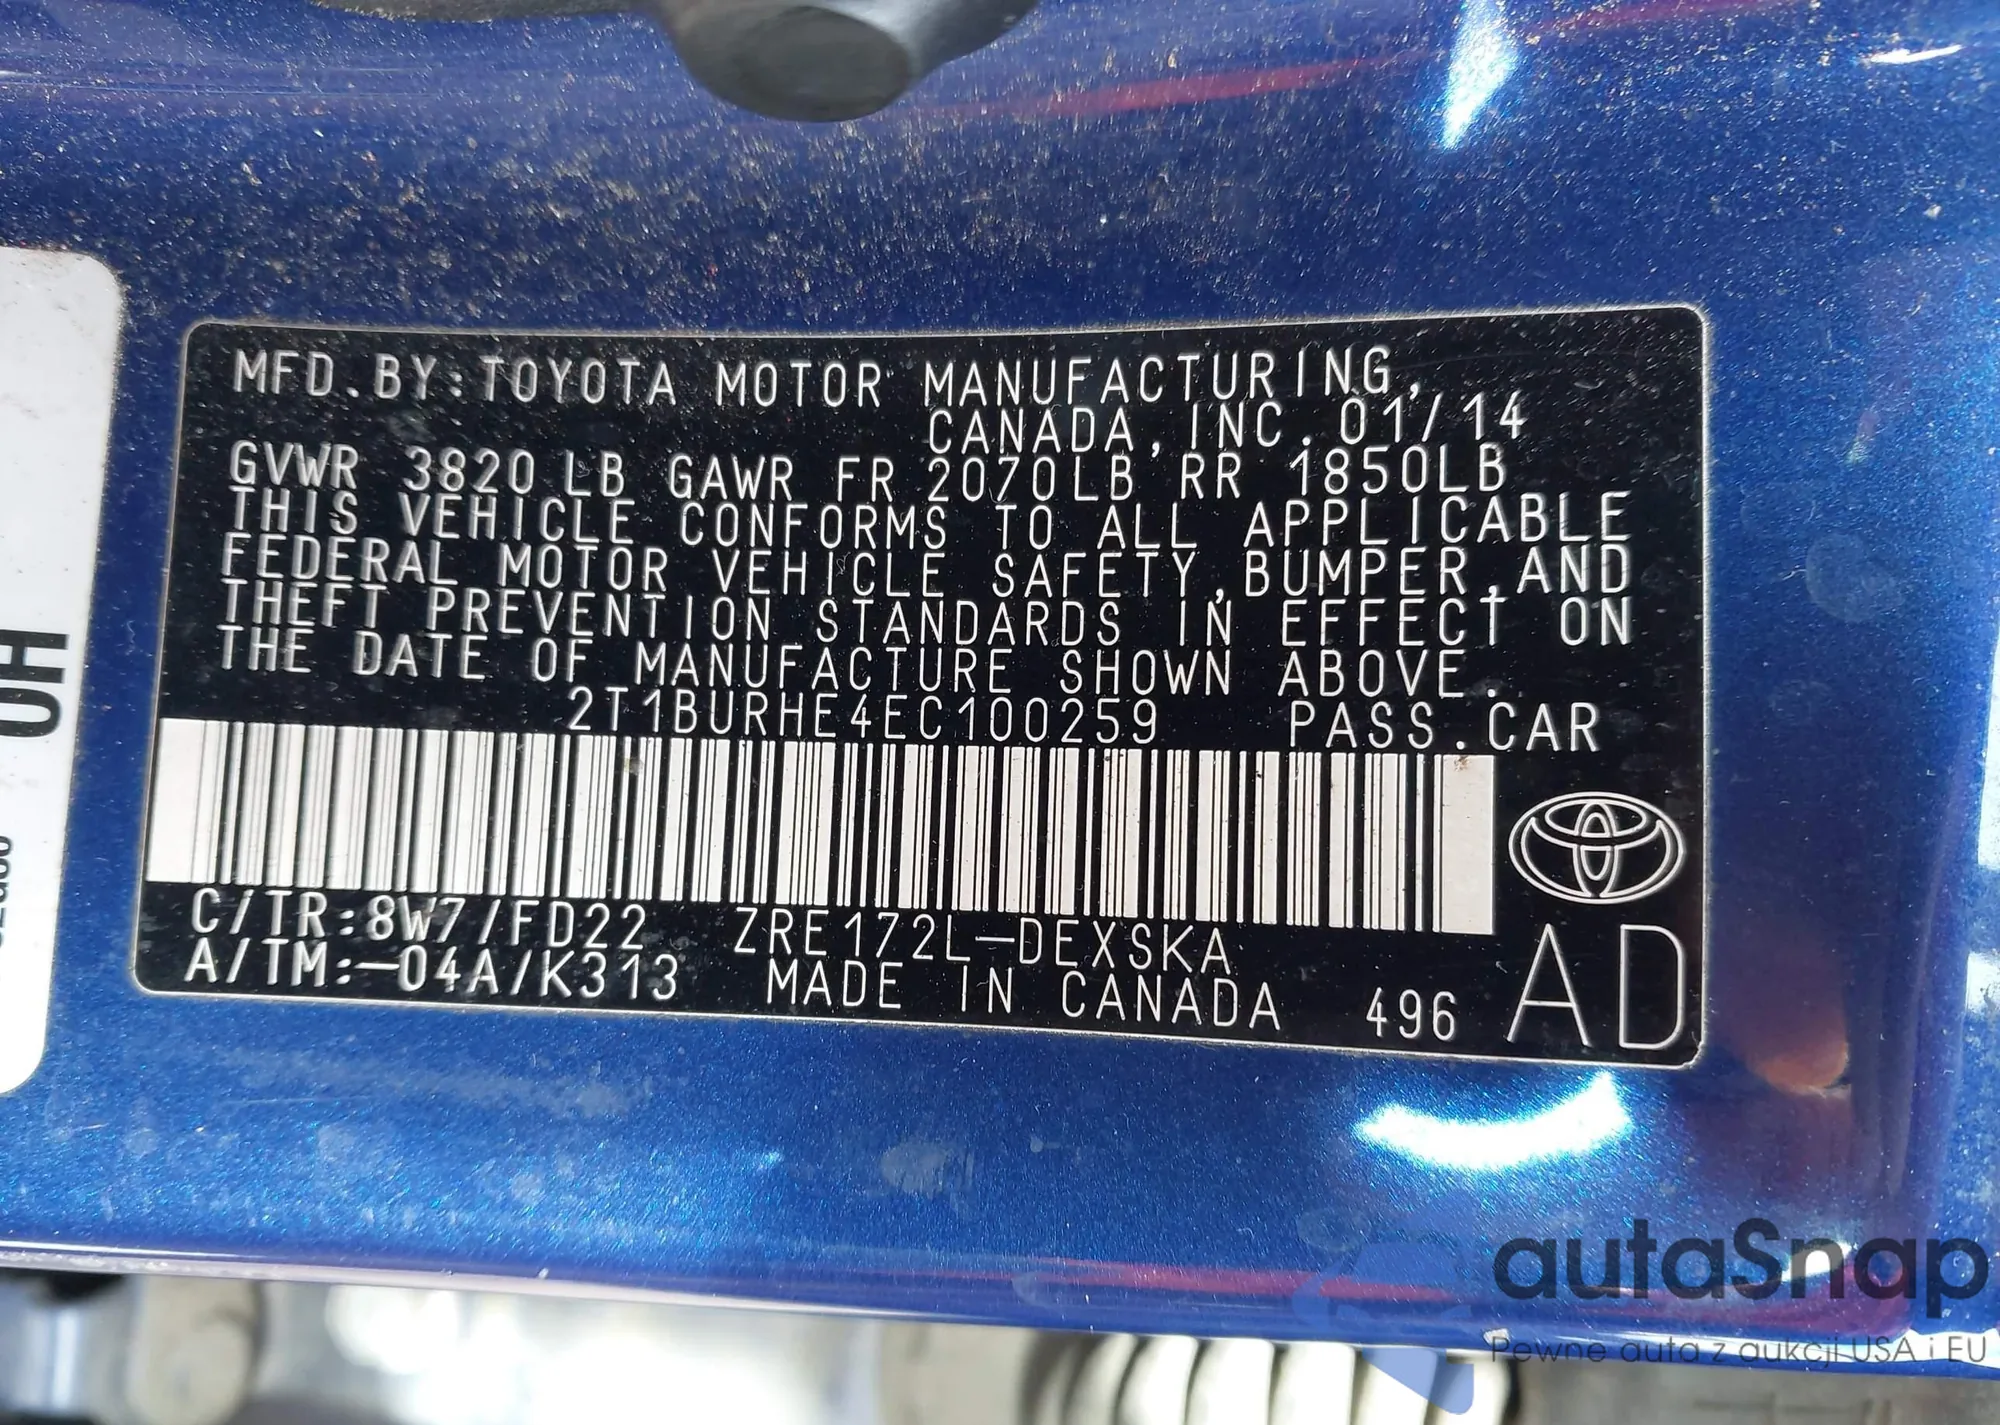 MFD.BY:TOYOTA MOTOR MANUFACTURING,
CANADA,INC. 01/14
GVWR 3820 LB GAWR FR 2070LB RR 1850LB
THIS VEHICLE CONFORMS TO ALL APPLICABLE
FEDERAL MOTOR VEHICLE SAFETY,BUMPER,AND
THEFT PREVENTION STANDARDS IN EFFECT ON
THE DATE OF MANUFACTURE SHOWN ABOVE.
2T1BURHE4EC100259 PASS.CAR
C/TR:8W7/FD22 ZRE172L-DEXSKA
A/TM:-04A/K313 MADE IN CANADA 496 AD
autaSnap
Pewne auta z aukcji USA i EU